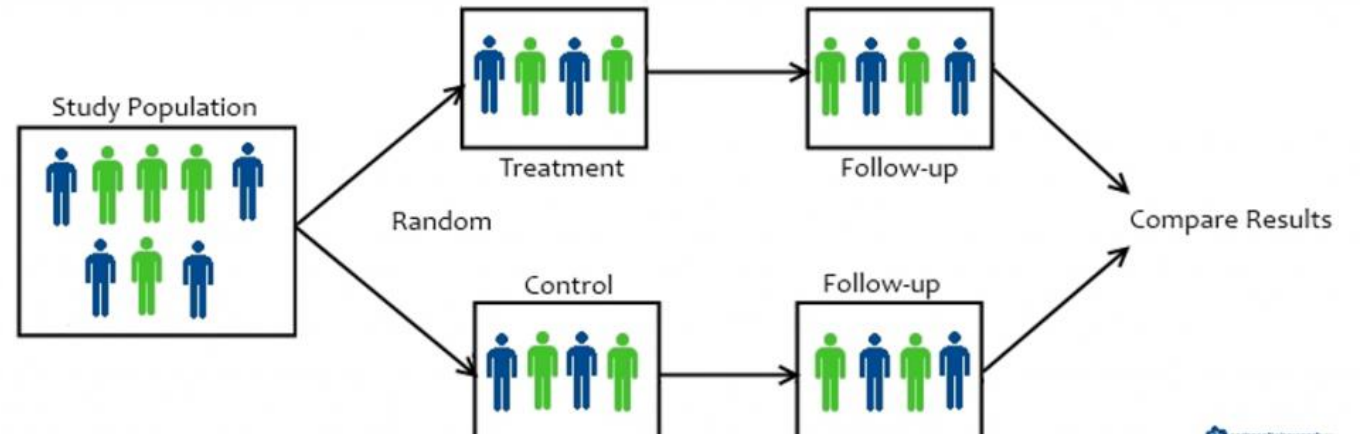 Study Population
Treatment
Follow-up
Random
Compare Results
Control
Follow-up